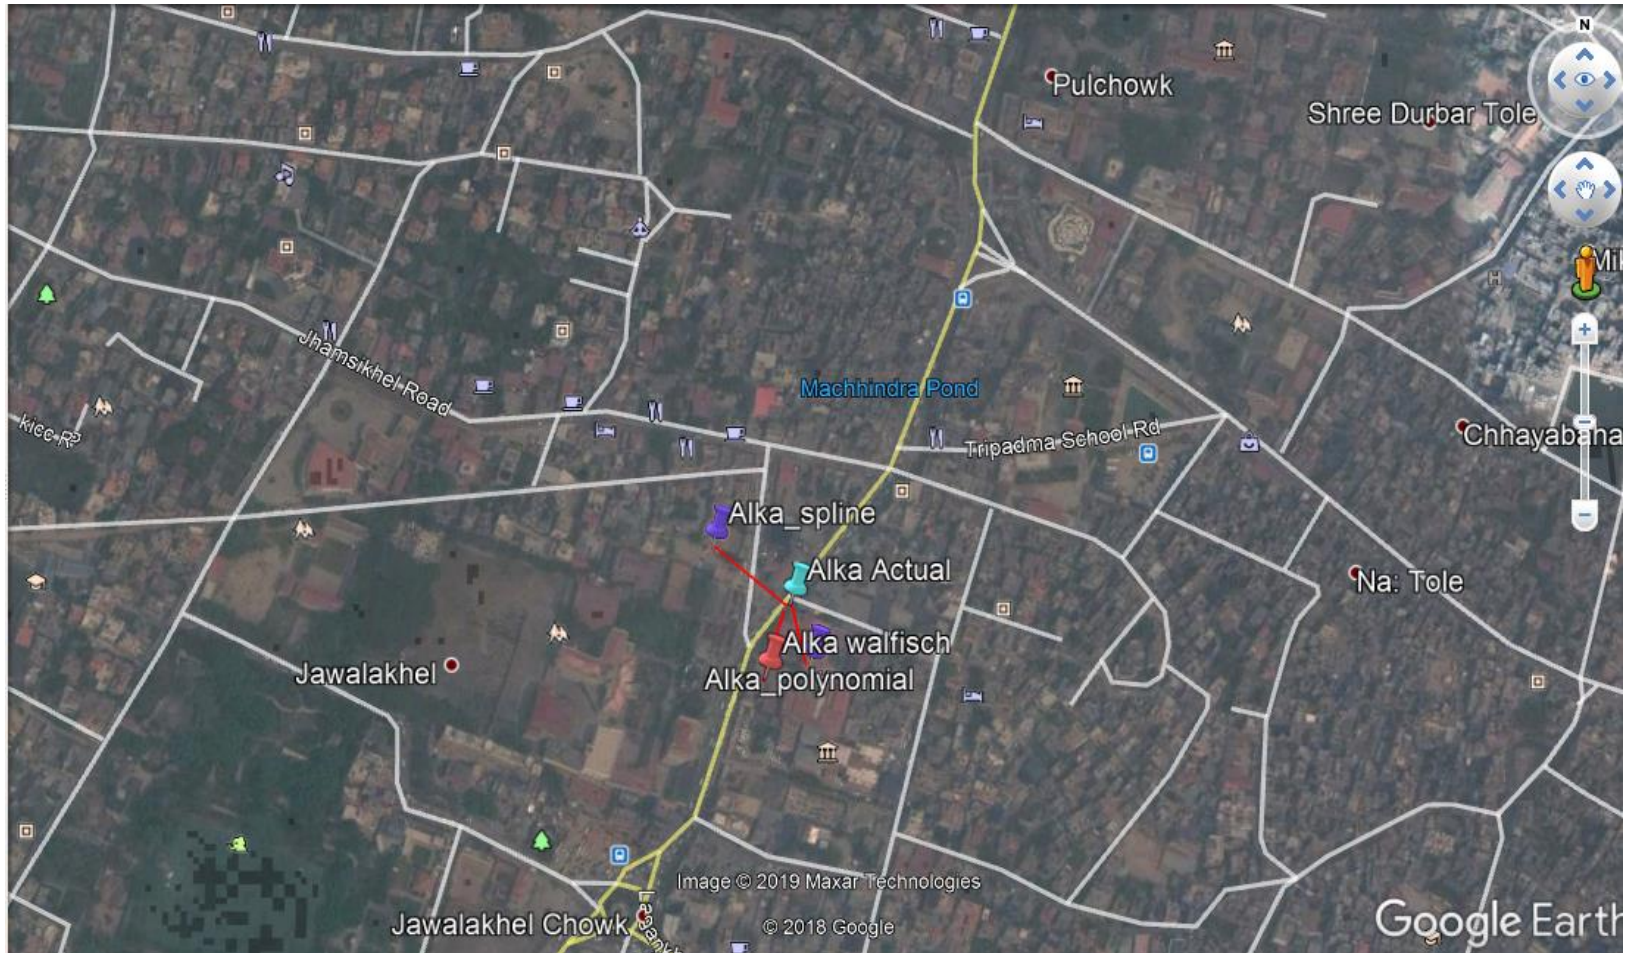 N
Pulchowk
Shree Durbar Tole
H
Jhamsikhel Road
Machhindra Pond
Tripadma School Rd
Chhayabaha
Alka_spline
Alka Actual
Na: Tole
Alka walfisch
Jawalakhel
Alka_polynomial
Image © 2019 Maxar Technologies
Jawalakhel Chowk
© 2018 Google
Google Earth